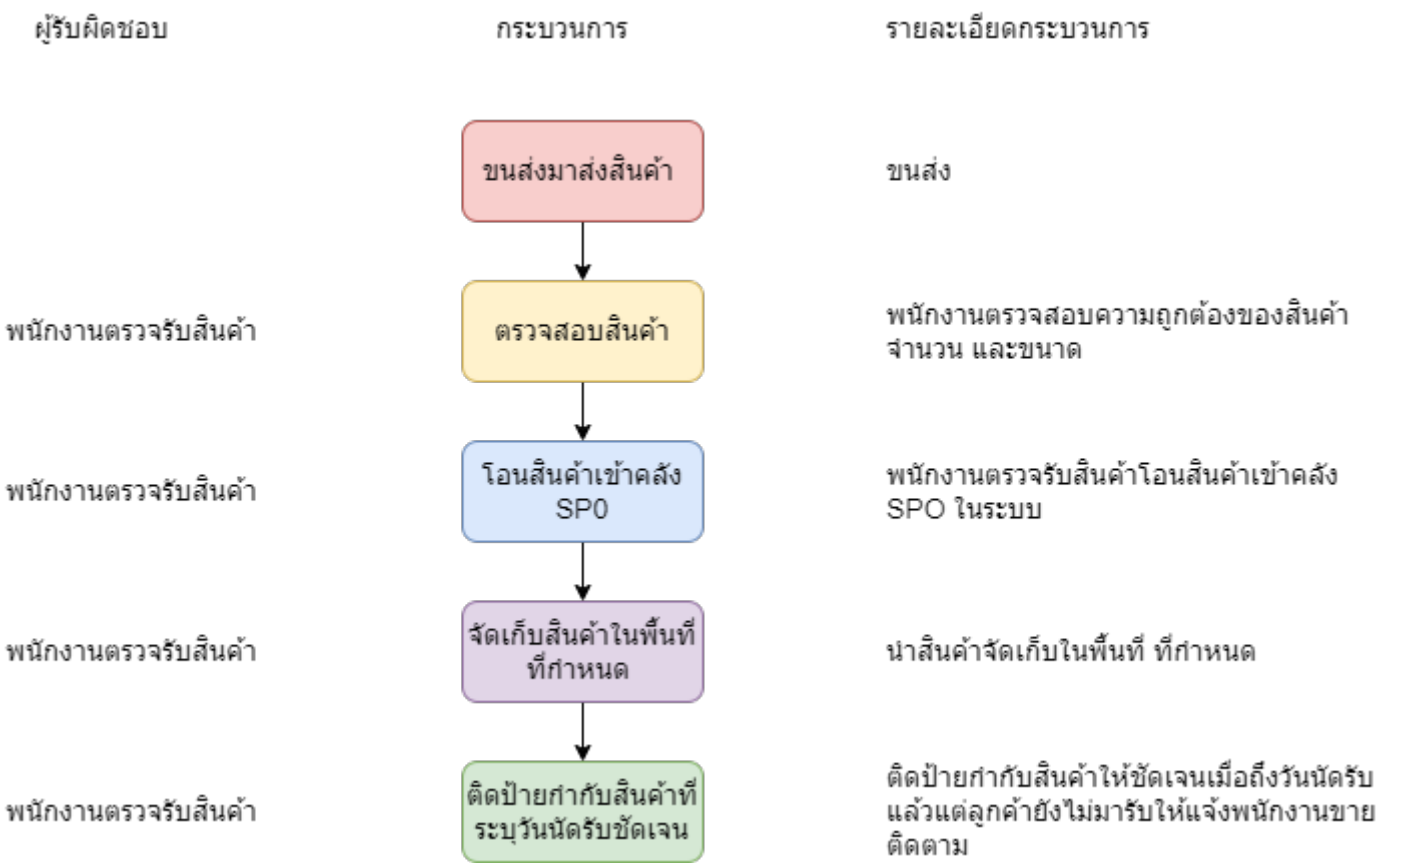 ผู้รับผิดชอบ
กระบวนการ
รายละเอียดกระบวนการ
ขนส่งมาส่งสินค้า
ขนส่ง
พนักงานตรวจรับสินค้า
ตรวจสอบสินค้า
พนักงานตรวจสอบความถูกต้องของสินค้า
จำนวน และขนาด
พนักงานตรวจรับสินค้า
โอนสินค้าเข้าคลัง
SP0
พนักงานตรวจรับสินค้าโอนสินค้าเข้าคลัง
SPO ในระบบ
พนักงานตรวจรับสินค้า
จัดเก็บสินค้าในพื้นที่
ที่กำหนด
นำสินค้าจัดเก็บในพื้นที่ ที่กำหนด
พนักงานตรวจรับสินค้า
ติดป้ายกำกับสินค้าที่
ระบุวันนัดรับชัดเจน
ติดป้ายกำกับสินค้าให้ชัดเจนเมื่อถึงวันนัดรับ
แล้วแต่ลูกค้ายังไม่มารับให้แจ้งพนักงานขาย
ติดตาม